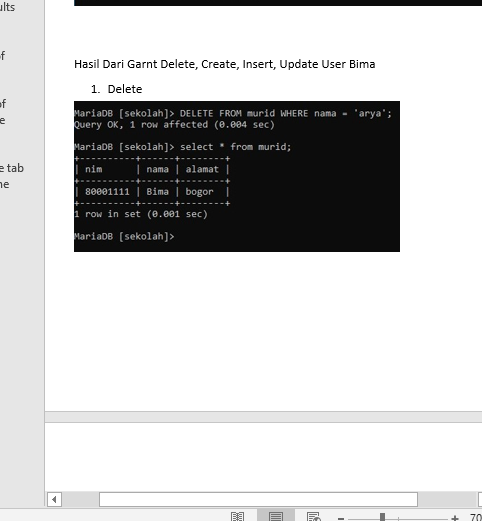 ults
of
of
e
e tab
ne
Hasil Dari Garnt Delete, Create, Insert, Update User Bima
1. Delete
MariaDB [sekolah]> DELETE FROM murid WHERE nama = 'arya';
Query OK, 1 row affected (0.004 sec)
MariaDB [sekolah]> select * from murid;
+----------+------+--------+
| nim | nama | alamat |
+----------+------+--------+
| 80001111 | Bima | bogor |
+----------+------+--------+
1 row in set (0.001 sec)
MariaDB [sekolah]>
70